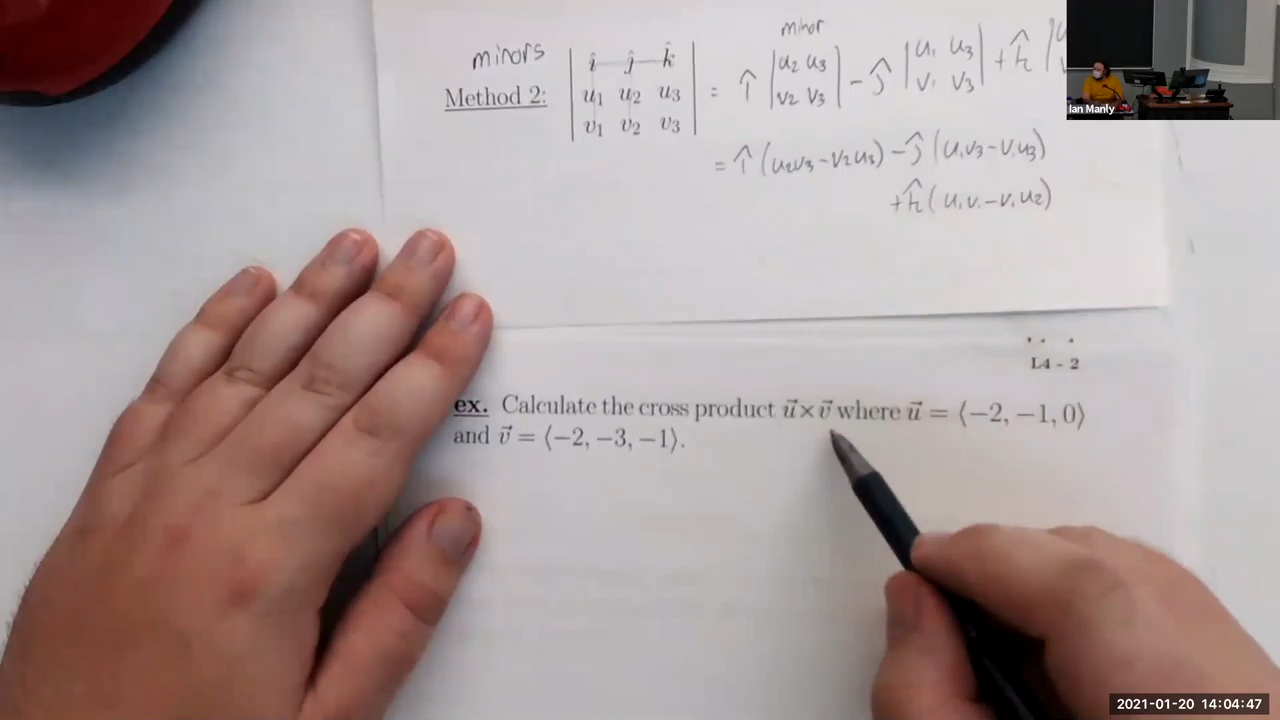 minors
Method 2:
| î ĵ k̂ |
| u₁ u₂ u₃ |
| v₁ v₂ v₃ |
minor
= î |u₂ u₃| − ĵ |u₁ u₃| + k̂ |
|v₂ v₃| |v₁ v₃|
= î (u₂v₃ − v₂u₃) − ĵ (u₁v₃ − v₁u₃)
+ k̂ (u₁v. − v₁u₂)
Ian Manly
L4 - 2
ex. Calculate the cross product u⃗×v⃗ where u⃗ = ⟨−2, −1, 0⟩
and v⃗ = ⟨−2, −3, −1⟩.
2021-01-20 14:04:47